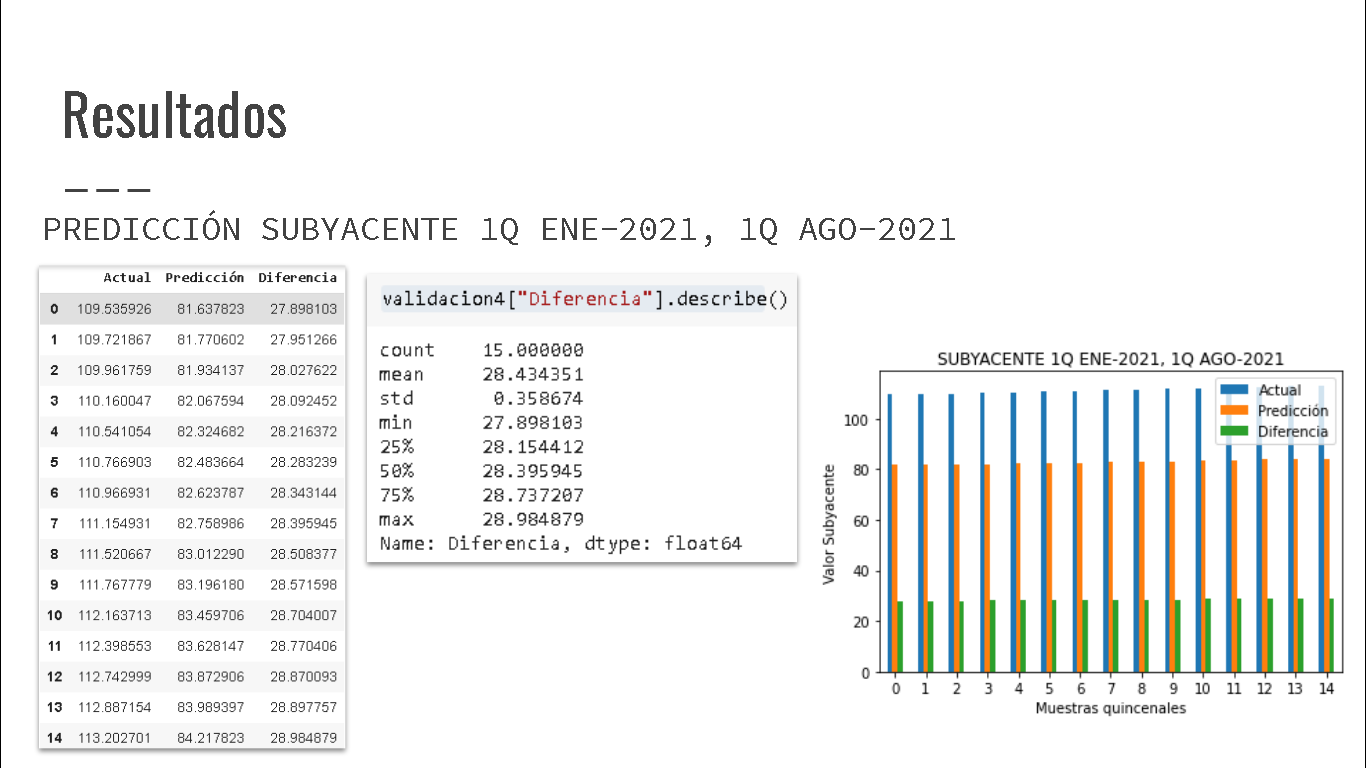 Resultados
PREDICCIÓN SUBYACENTE 1Q ENE-2021, 1Q AGO-2021
Actual Predicción Diferencia
0 109.535926 81.637823 27.898103
1 109.721867 81.770602 27.951266
2 109.961759 81.934137 28.027622
3 110.160047 82.067594 28.092452
4 110.541054 82.324682 28.216372
5 110.766903 82.483664 28.283239
6 110.966931 82.623787 28.343144
7 111.154931 82.758986 28.395945
8 111.520667 83.012290 28.508377
9 111.767779 83.196180 28.571598
10 112.163713 83.459706 28.704007
11 112.398553 83.628147 28.770406
12 112.742999 83.872906 28.870093
13 112.887154 83.989397 28.897757
14 113.202701 84.217823 28.984879
validacion4["Diferencia"].describe()
count 15.000000
mean 28.434351
std 0.358674
min 27.898103
25% 28.154412
50% 28.395945
75% 28.737207
max 28.984879
Name: Diferencia, dtype: float64
SUBYACENTE 1Q ENE-2021, 1Q AGO-2021
Actual
Predicción
Diferencia
Valor Subyacente
100
80
60
40
20
0
0 1 2 3 4 5 6 7 8 9 10 11 12 13 14
Muestras quincenales